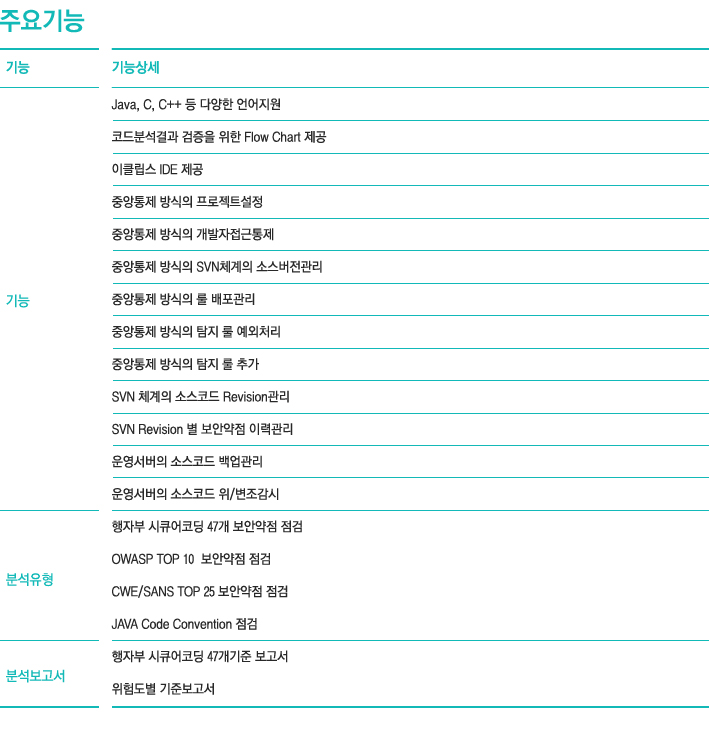 주요기능
기능 기능상세
Java, C, C++ 등 다양한 언어지원
코드분석결과 검증을 위한 Flow Chart 제공
이클립스 IDE 제공
중앙통제 방식의 프로젝트설정
중앙통제 방식의 개발자접근통제
중앙통제 방식의 SVN체계의 소스버전관리
기능
중앙통제 방식의 룰 배포관리
중앙통제 방식의 탐지 룰 예외처리
중앙통제 방식의 탐지 룰 추가
SVN 체계의 소스코드 Revision관리
SVN Revision 별 보안약점 이력관리
운영서버의 소스코드 백업관리
운영서버의 소스코드 위/변조감시
분석유형
행자부 시큐어코딩 47개 보안약점 점검
OWASP TOP 10 보안약점 점검
CWE/SANS TOP 25 보안약점 점검
JAVA Code Convention 점검
분석보고서
행자부 시큐어코딩 47개기준 보고서
위험도별 기준보고서